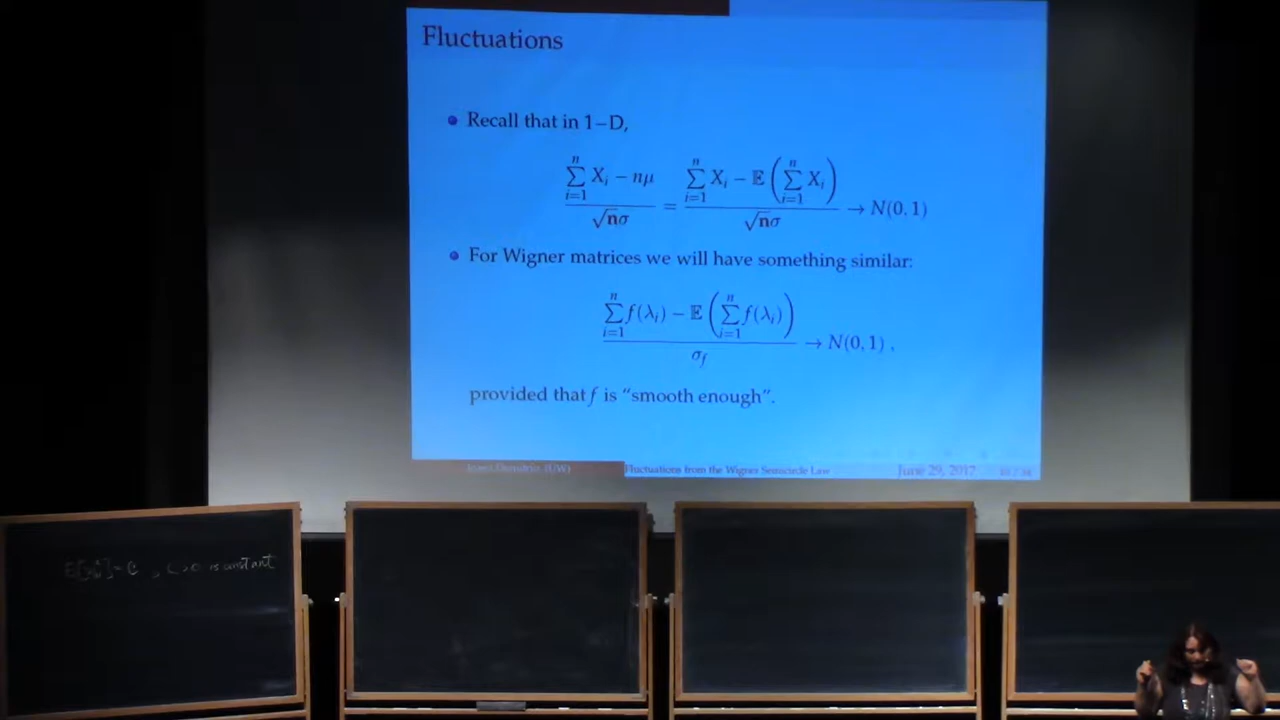 Fluctuations
Recall that in 1–D,
$\frac{\sum_{i=1}^{n} X_i - n\mu}{\sqrt{n}\sigma} = \frac{\sum_{i=1}^{n} X_i - \mathbb{E}\left(\sum_{i=1}^{n} X_i\right)}{\sqrt{n}\sigma} \to N(0,1)$
For Wigner matrices we will have something similar:
$\frac{\sum_{i=1}^{n} f(\lambda_i) - \mathbb{E}\left(\sum_{i=1}^{n} f(\lambda_i)\right)}{\sigma_f} \to N(0,1) .$
provided that f is “smooth enough”.
(UW) Fluctuations from the Wigner Semicircle Law June 29, 2017
is constant